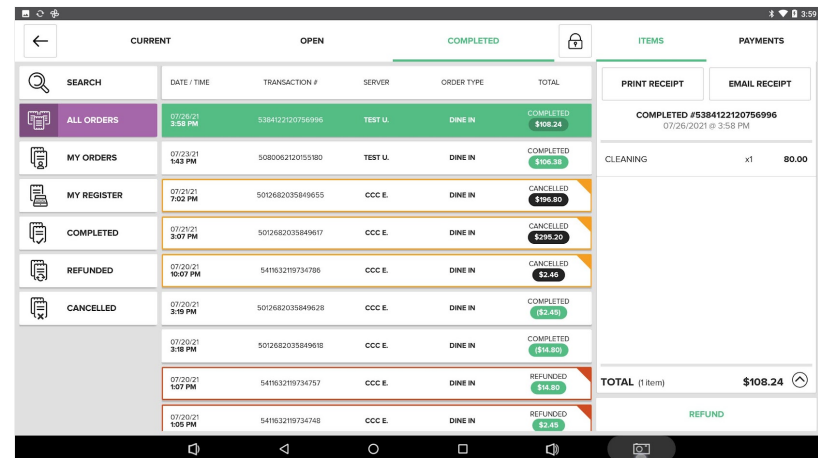 3:59
CURRENT OPEN COMPLETED ITEMS PAYMENTS
SEARCH
ALL ORDERS
MY ORDERS
MY REGISTER
COMPLETED
REFUNDED
CANCELLED
DATE / TIME TRANSACTION # SERVER ORDER TYPE TOTAL
07/26/21 3:58 PM 5384122120756996 TEST U. DINE IN COMPLETED $108.24
07/23/21 1:43 PM 5080062120155180 TEST U. DINE IN COMPLETED $106.38
07/21/21 7:02 PM 5012682035849655 CCC E. DINE IN CANCELLED $196.80
07/21/21 3:07 PM 5012682035849617 CCC E. DINE IN CANCELLED $295.20
07/20/21 10:07 PM 5411632119734786 CCC E. DINE IN CANCELLED $2.46
07/20/21 3:19 PM 5012682035849628 CCC E. DINE IN COMPLETED ($2.45)
07/20/21 3:18 PM 5012682035849618 CCC E. DINE IN COMPLETED ($14.80)
07/20/21 1:07 PM 5411632119734757 CCC E. DINE IN REFUNDED $14.80
07/20/21 1:05 PM 5411632119734748 CCC E. DINE IN REFUNDED $2.45
PRINT RECEIPT EMAIL RECEIPT
COMPLETED #5384122120756996
07/26/2021 @ 3:58 PM
CLEANING x1 80.00
TOTAL (1 item) $108.24
REFUND